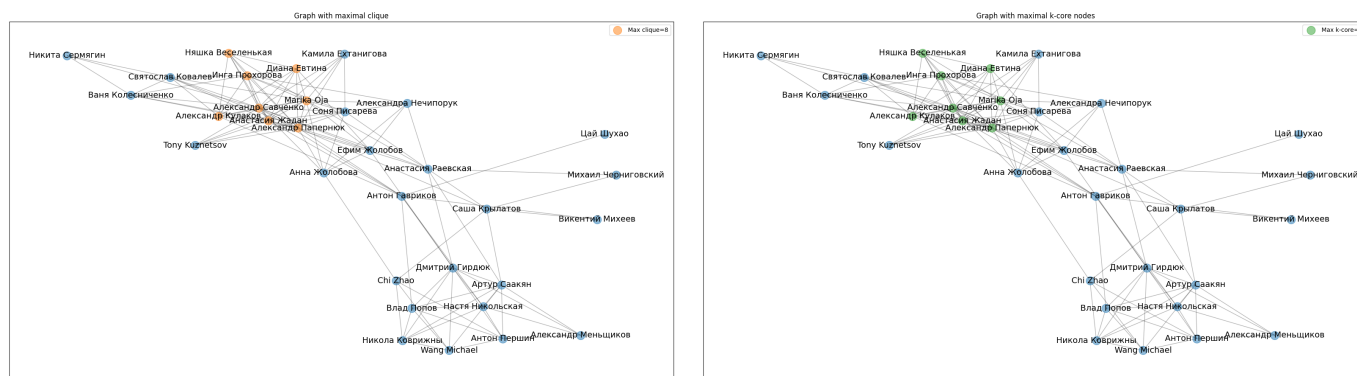 Graph with maximal clique
Max clique=8
Никита Сермягин
Няшка Веселенькая
Камила Ехтанигова
Диана Евтина
Святослав Ковалев
Инга Прохорова
Ваня Колесниченко
Marika Oja
Александра Нечипорук
Александр Савченко
Соня Писарева
Александр Кулаков
Анастасия Жадан
Александр Папернюк
Цай Шухао
Tony Kuznetsov
Ефим Жолобов
Анна Жолобова
Анастасия Раевская
Михаил Черниговский
Антон Гавриков
Саша Крылатов
Викентий Михеев
Дмитрий Гирдюк
Chi Zhao
Артур Саакян
Влад Попов
Настя Никольская
Никола Коврижны
Антон Першин
Александр Меньщиков
Wang Michael
Graph with maximal k-core nodes
Max k-core=
Никита Сермягин
Няшка Веселенькая
Камила Ехтанигова
Диана Евтина
Святослав Ковалев
Инга Прохорова
Ваня Колесниченко
Marika Oja
Александра Нечипорук
Александр Савченко
Соня Писарева
Александр Кулаков
Анастасия Жадан
Александр Папернюк
Цай Шухао
Tony Kuznetsov
Ефим Жолобов
Анна Жолобова
Анастасия Раевская
Михаил Черниговский
Антон Гавриков
Саша Крылатов
Викентий Михеев
Дмитрий Гирдюк
Chi Zhao
Артур Саакян
Влад Попов
Настя Никольская
Никола Коврижны
Антон Першин
Александр Меньщиков
Wang Michael